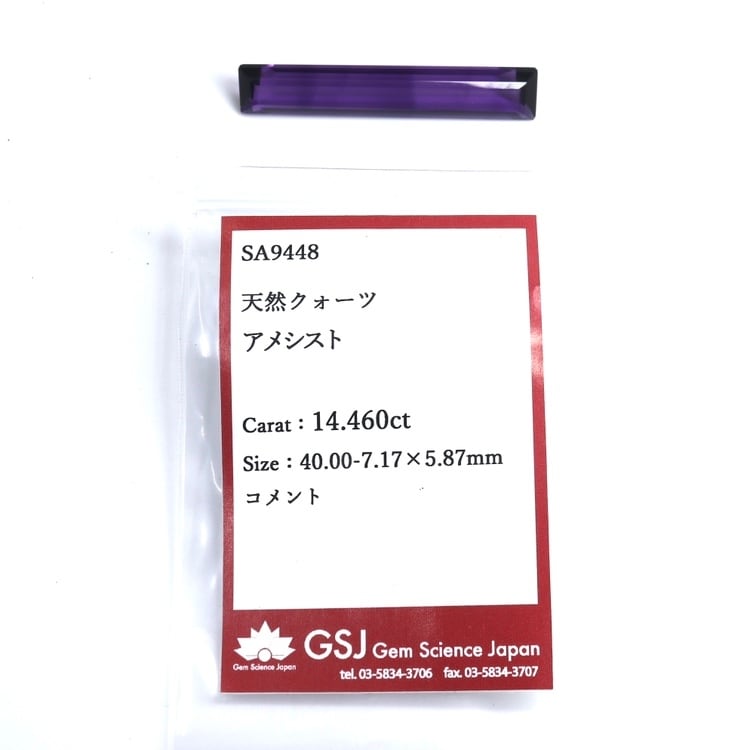 SA9448
天然クォーツ
アメシスト
Carat：14.460ct
Size：40.00-7.17×5.87mm
コメント
Gem Science Japan
GSJ Gem Science Japan
tel. 03-5834-3706 fax. 03-5834-3707